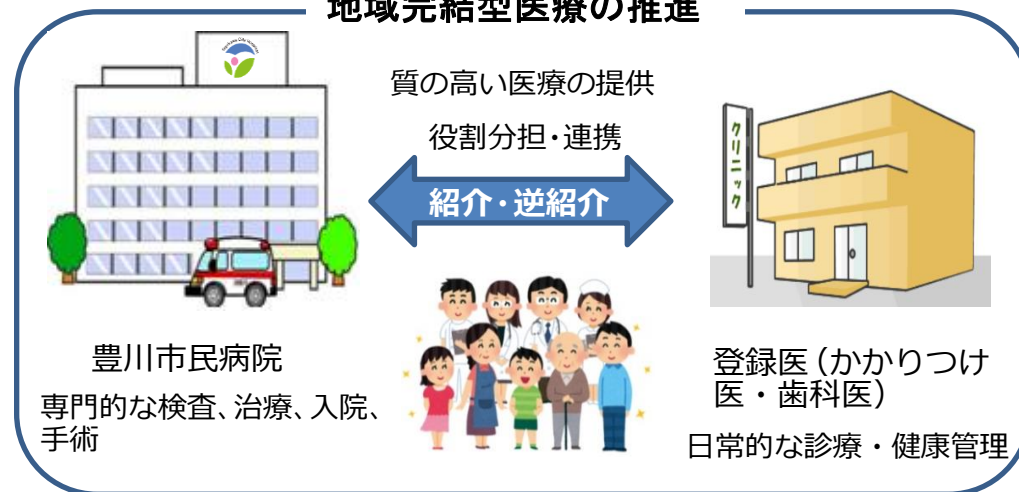 地域完結型医療の推進
質の高い医療の提供
役割分担・連携
紹介・逆紹介
クリニック
豊川市民病院
専門的な検査、治療、入院、
手術
登録医（かかりつけ
医・歯科医）
日常的な診療・健康管理